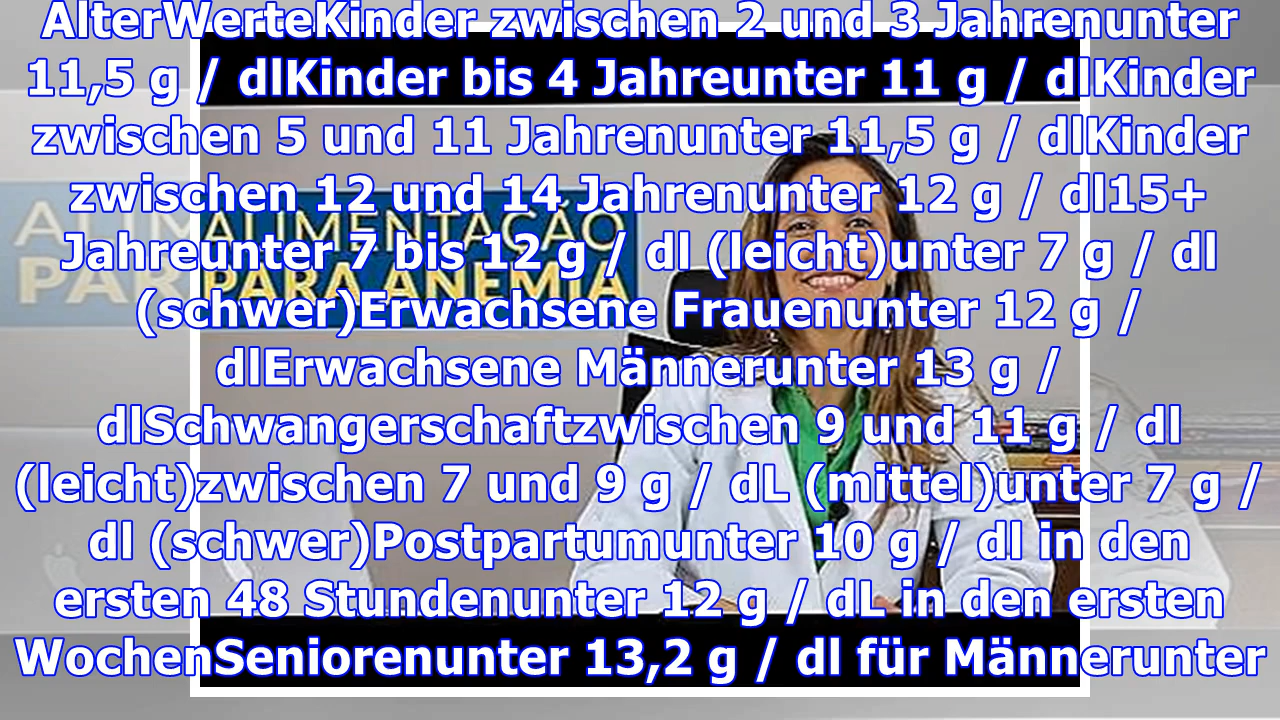 AlterWerteKinder zwischen 2 und 3 Jahrenunter
11,5 g / dlKinder bis 4 Jahreunter 11 g / dlKinder
zwischen 5 und 11 Jahrenunter 11,5 g / dlKinder
zwischen 12 und 14 Jahrenunter 12 g / dl15+
Jahreunter 7 bis 12 g / dl (leicht)unter 7 g / dl
(schwer)Erwachsene Frauenunter 12 g /
dlErwachsene Männerunter 13 g /
dlSchwangerschaftzwischen 9 und 11 g / dl
(leicht)zwischen 7 und 9 g / dL (mittel)unter 7 g /
dl (schwer)Postpartumunter 10 g / dl in den
ersten 48 Stundenunter 12 g / dL in den ersten
WochenSeniorenunter 13,2 g / dl für Männerunter
ALIMENTAÇÃO
PARA ANEMIA